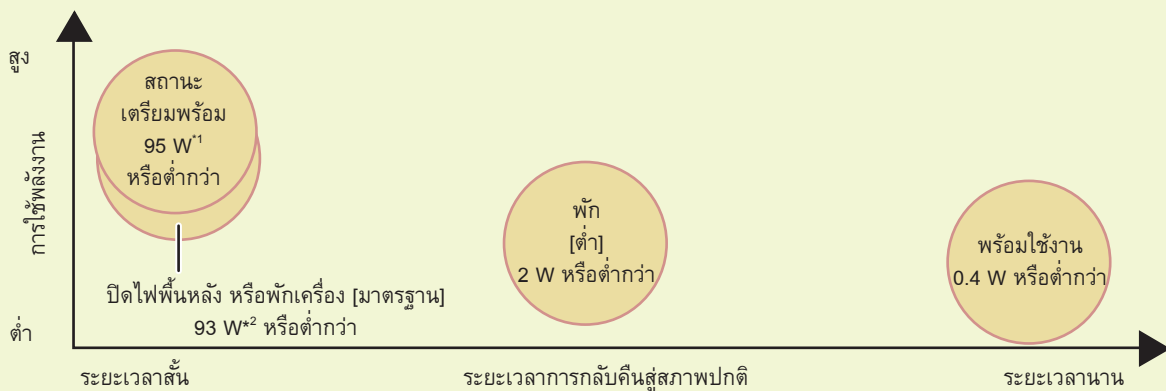 สูง
การใช้พลังงาน
ต่ำ
สถานะ
เตรียมพร้อม
95 W*1
หรือต่ำกว่า
ปิดไฟพื้นหลัง หรือพักเครื่อง [มาตรฐาน]
93 W*2 หรือต่ำกว่า
พัก
[ต่ำ]
2 W หรือต่ำกว่า
พร้อมใช้งาน
0.4 W หรือต่ำกว่า
ระยะเวลาสั้น
ระยะเวลาการกลับคืนสู่สภาพปกติ
ระยะเวลานาน